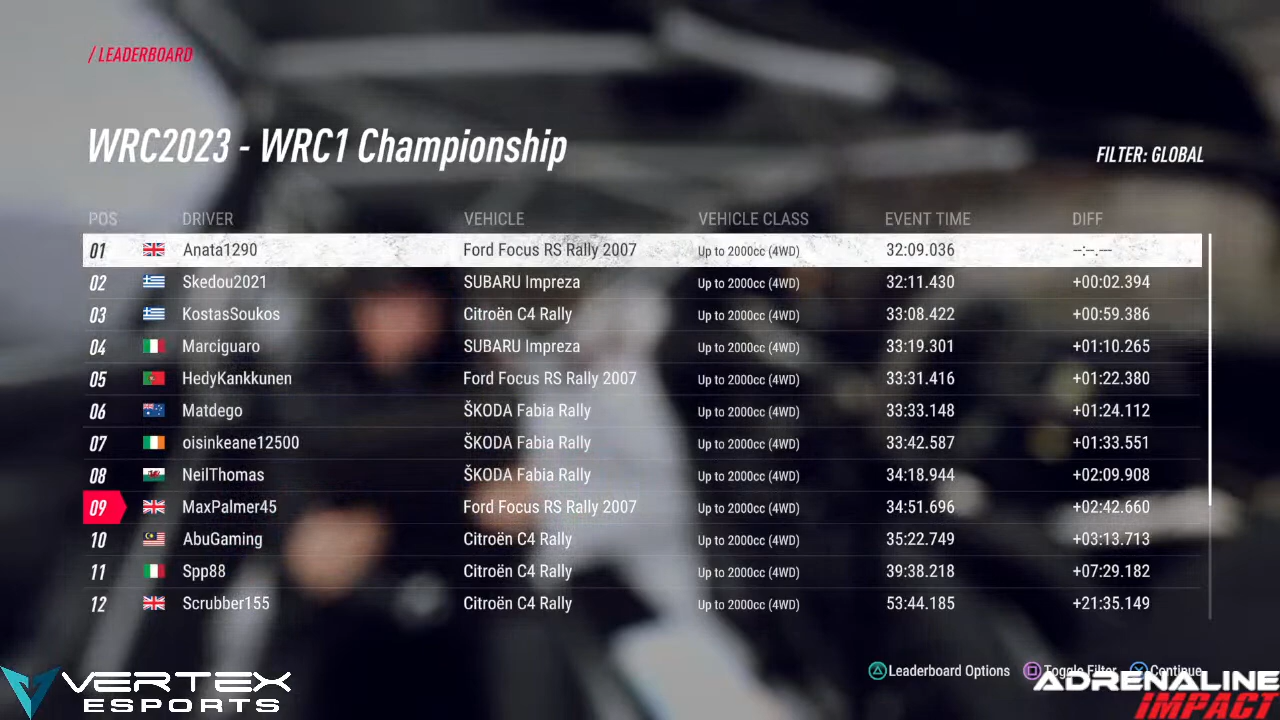 / LEADERBOARD
WRC2023 - WRC1 Championship
FILTER: GLOBAL
POS DRIVER VEHICLE VEHICLE CLASS EVENT TIME DIFF
01 Anata1290 Ford Focus RS Rally 2007 Up to 2000cc (4WD) 32:09.036 --:--.---
02 Skedou2021 SUBARU Impreza Up to 2000cc (4WD) 32:11.430 +00:02.394
03 KostasSoukos Citroën C4 Rally Up to 2000cc (4WD) 33:08.422 +00:59.386
04 Marciguaro SUBARU Impreza Up to 2000cc (4WD) 33:19.301 +01:10.265
05 HedyKankkunen Ford Focus RS Rally 2007 Up to 2000cc (4WD) 33:31.416 +01:22.380
06 Matdego ŠKODA Fabia Rally Up to 2000cc (4WD) 33:33.148 +01:24.112
07 oisinkeane12500 ŠKODA Fabia Rally Up to 2000cc (4WD) 33:42.587 +01:33.551
08 NeilThomas ŠKODA Fabia Rally Up to 2000cc (4WD) 34:18.944 +02:09.908
09 MaxPalmer45 Ford Focus RS Rally 2007 Up to 2000cc (4WD) 34:51.696 +02:42.660
10 AbuGaming Citroën C4 Rally Up to 2000cc (4WD) 35:22.749 +03:13.713
11 Spp88 Citroën C4 Rally Up to 2000cc (4WD) 39:38.218 +07:29.182
12 Scrubber155 Citroën C4 Rally Up to 2000cc (4WD) 53:44.185 +21:35.149
Leaderboard Options Toggle Filter Continue
VERTEX
ESPORTS
ADRENALINE
IMPACT